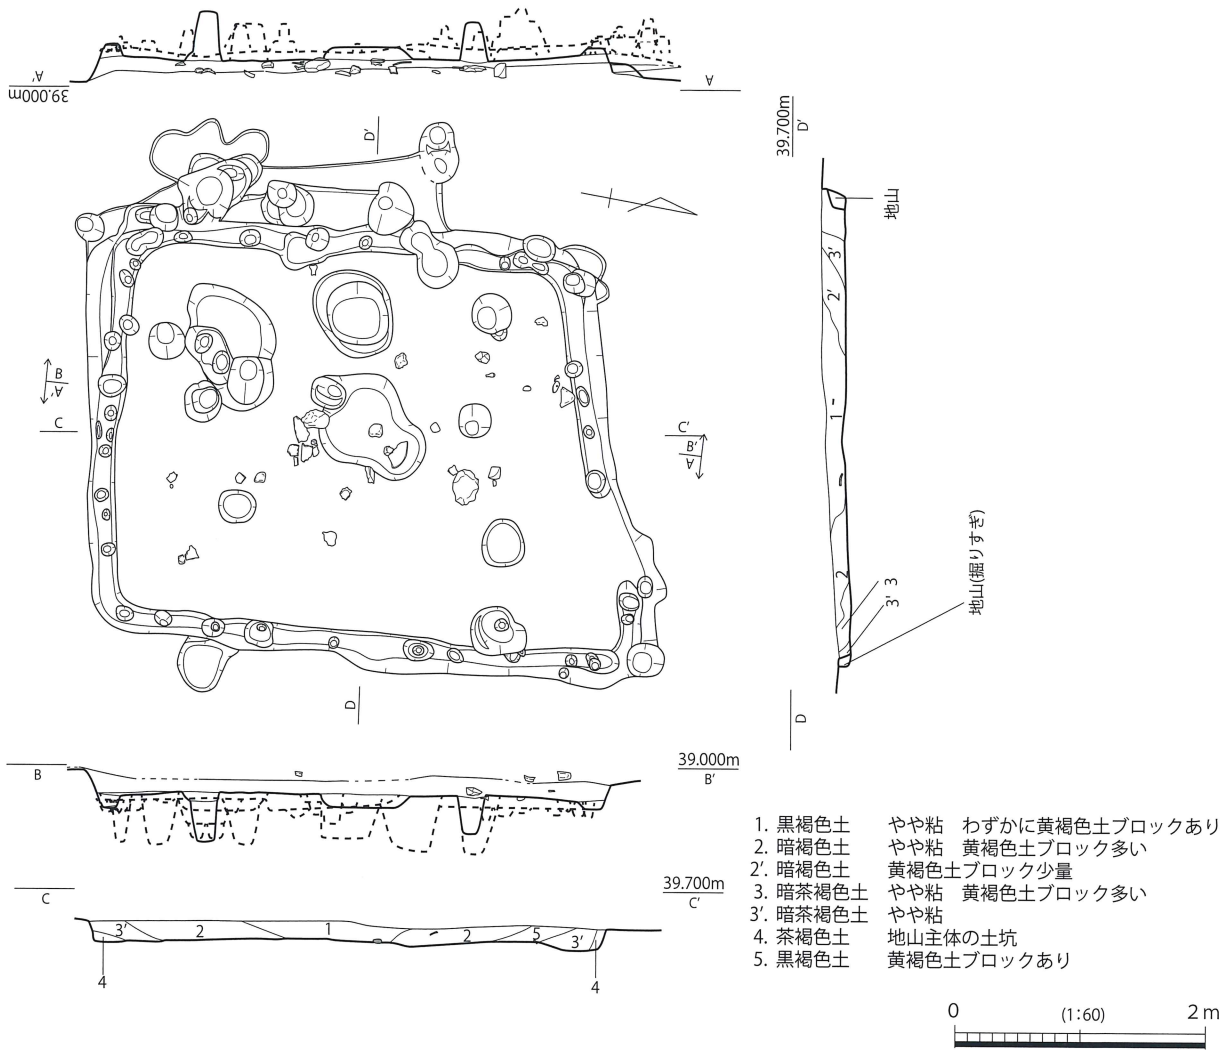 A'
39.000m
A
39.700m
D'
D'
地山
3'
2'
B
A'
C
C'
B'
A
1
2
3
3'
地山(掘りすぎ)
D
D
B
39.000m
B'
C
39.700m
C'
3'
2
1
2
5
3'
4
4
1. 黒褐色土 やや粘 わずかに黄褐色土ブロックあり
2. 暗褐色土 やや粘 黄褐色土ブロック多い
2'. 暗褐色土 黄褐色土ブロック少量
3. 暗茶褐色土 やや粘 黄褐色土ブロック多い
3'. 暗茶褐色土 やや粘
4. 茶褐色土 地山主体の土坑
5. 黒褐色土 黄褐色土ブロックあり
0 (1:60) 2 m